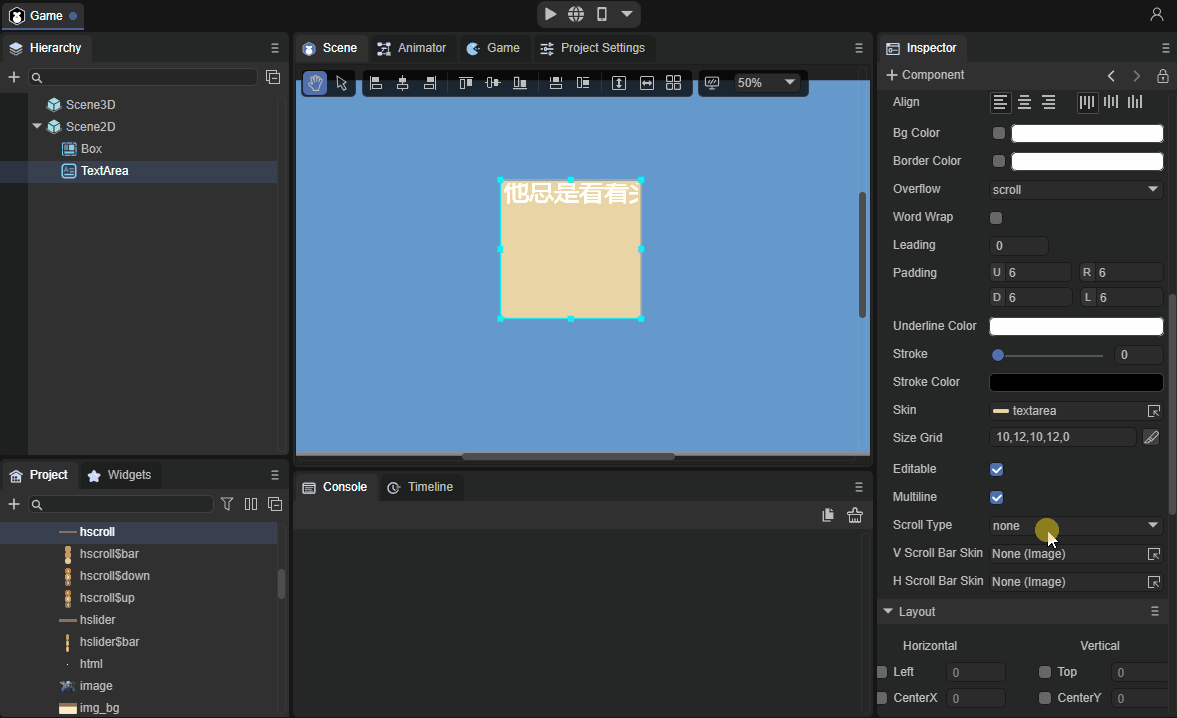 Game
Hierarchy
Scene3D
Scene2D
Box
TextArea
Project
Widgets
hscroll
hscroll$bar
hscroll$down
hscroll$up
hslider
hslider$bar
html
image
img_bg
Scene
Animator
Game
Project Settings
50%
他总是看着
Console
Timeline
Inspector
Component
Align
Bg Color
Border Color
Overflow scroll
Word Wrap
Leading 0
Padding U 6 R 6
D 6 L 6
Underline Color
Stroke 0
Stroke Color
Skin textarea
Size Grid 10,12,10,12,0
Editable
Multiline
Scroll Type none
V Scroll Bar Skin None (Image)
H Scroll Bar Skin None (Image)
Layout
Horizontal Vertical
Left 0 Top 0
CenterX 0 CenterY 0